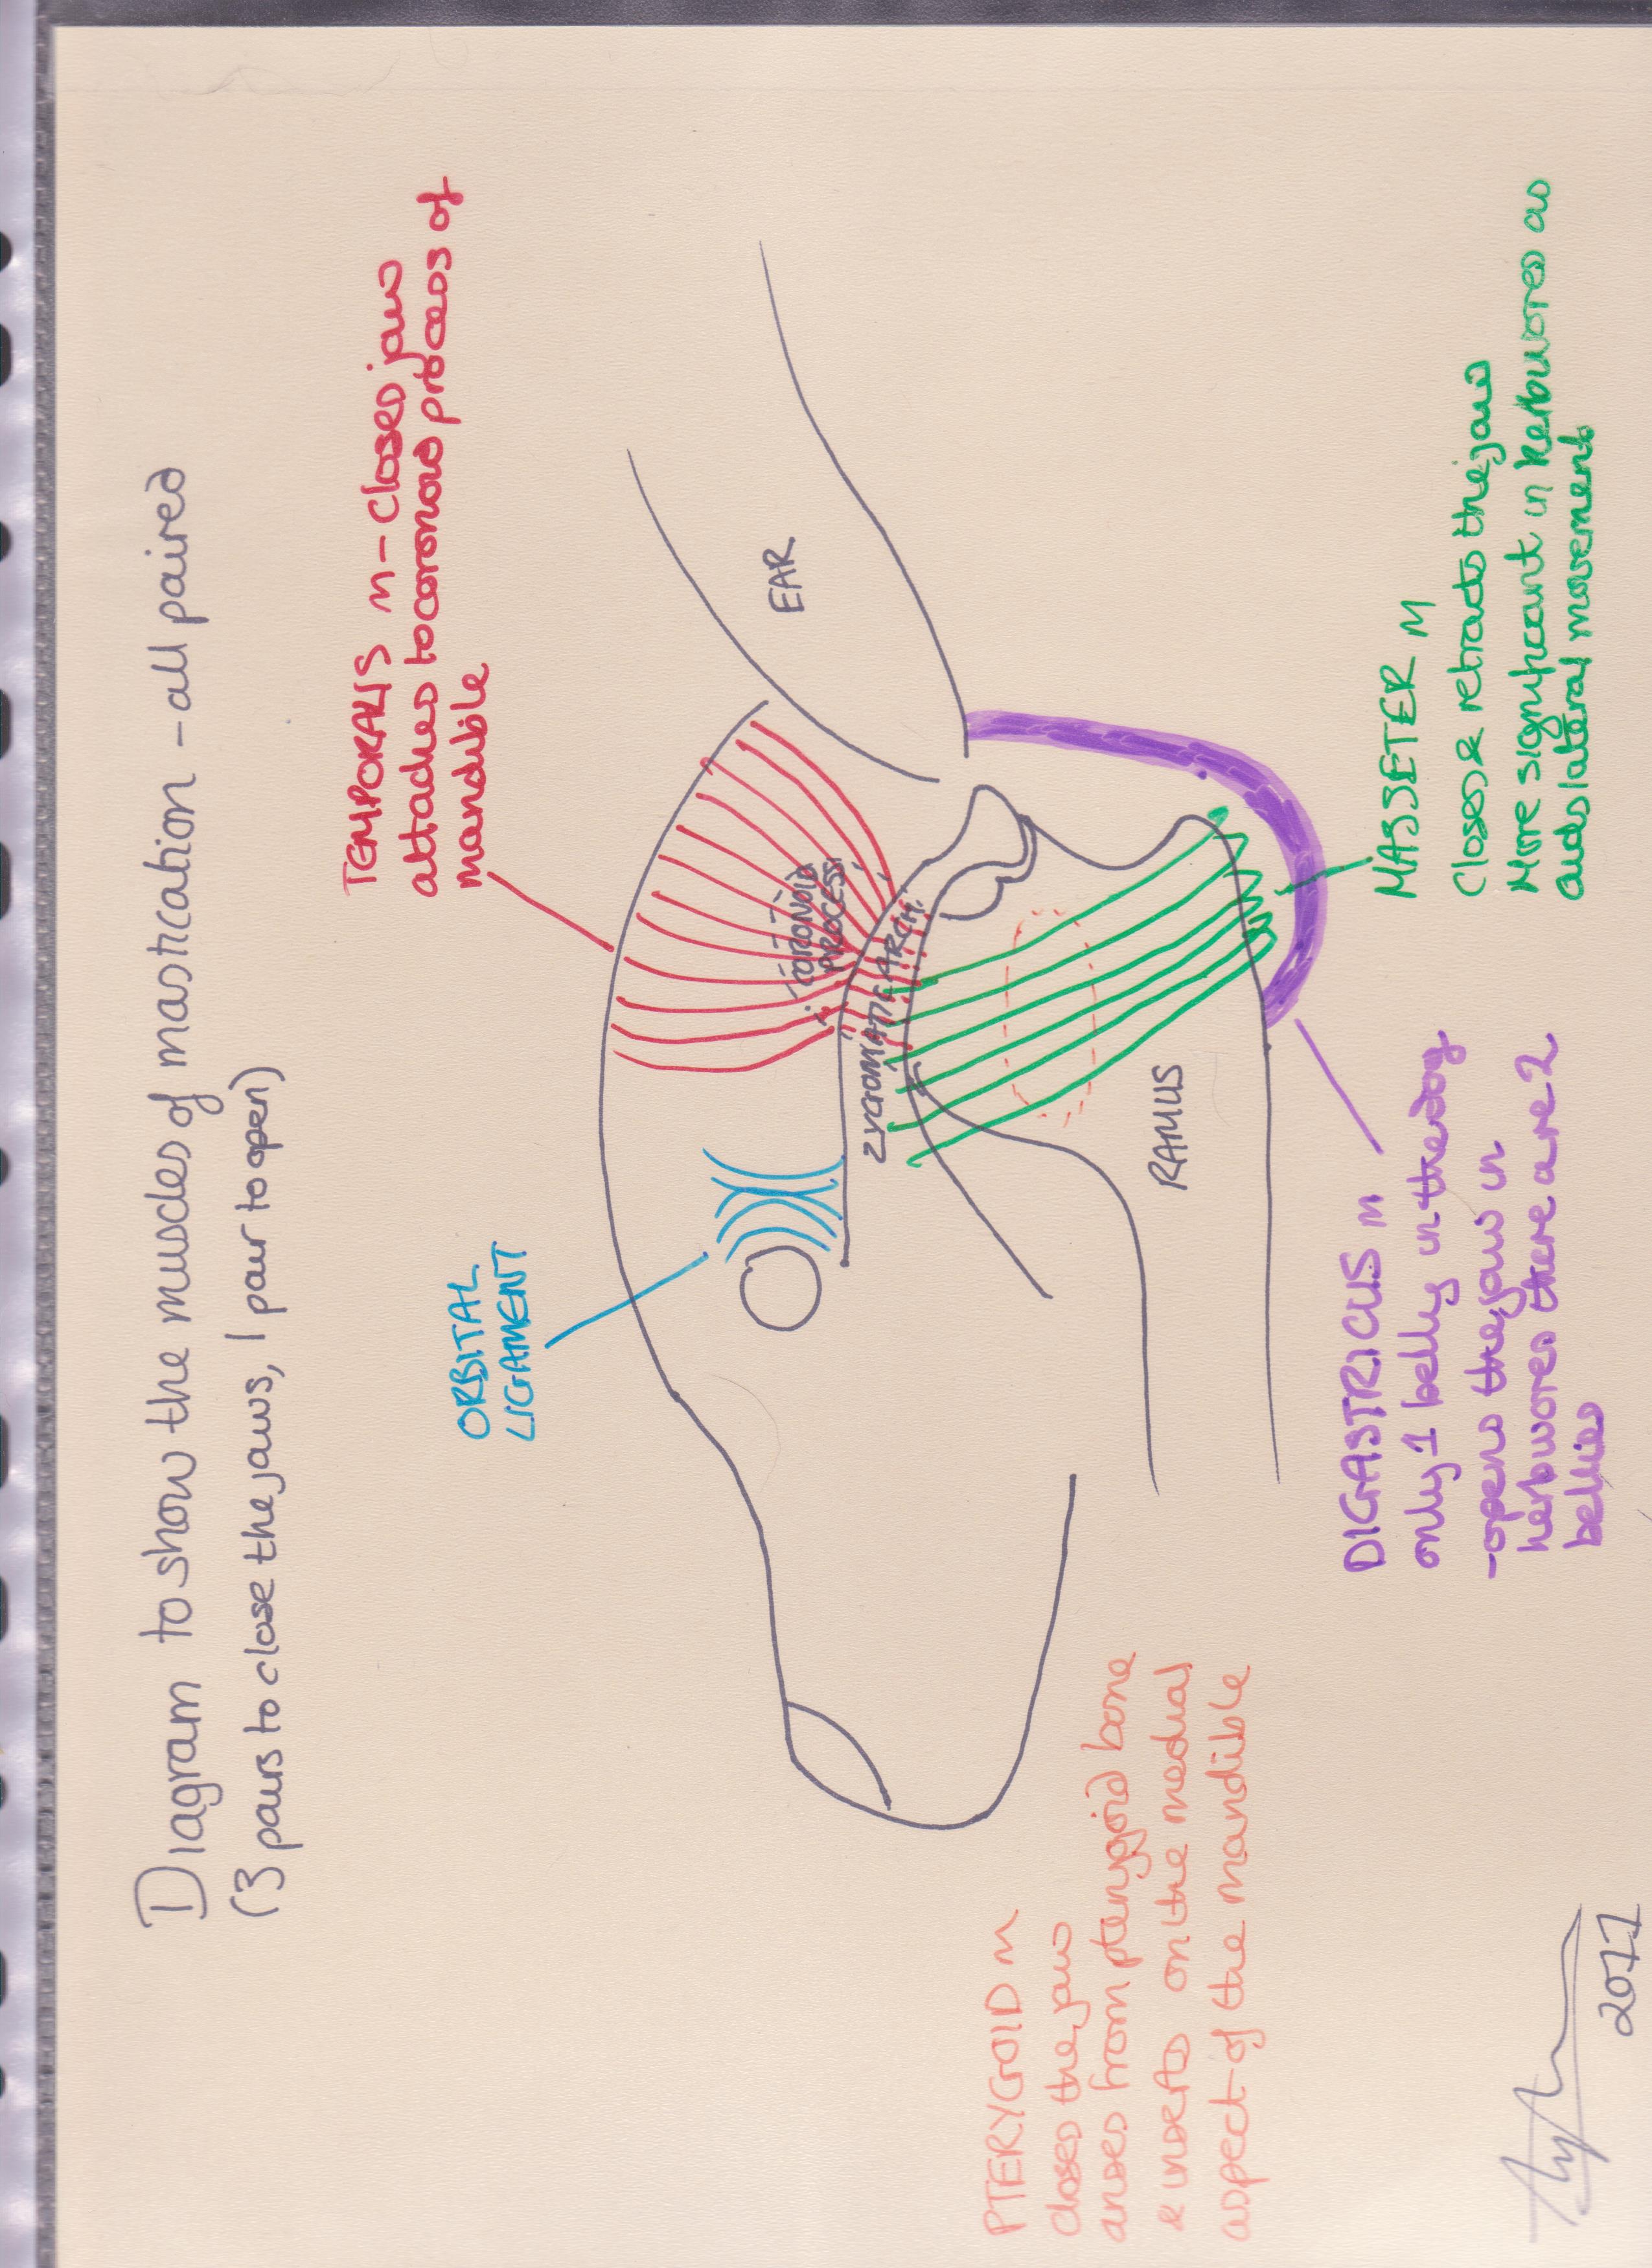 Diagram to show the muscles of mastication - all paired
(3 pairs to close the jaws, 1 pair to open)
TEMPORALIS m - closes jaw
attaches to coronoid process of
mandible
ORBITAL
LIGAMENT
EAR
CORONOID
PROCESS
ZYGOMATIC ARCH
RAMUS
PTERYGOID m
closes the jaw
arises from pterygoid bone
& inserts on the medial
aspect of the mandible
DIGASTRICUS m
only 1 belly in the dog
- opens the jaw in
herbivores there are 2
bellies
MASSETER M
closes & retracts the jaw
More significant in herbivores as
aids lateral movement
2011